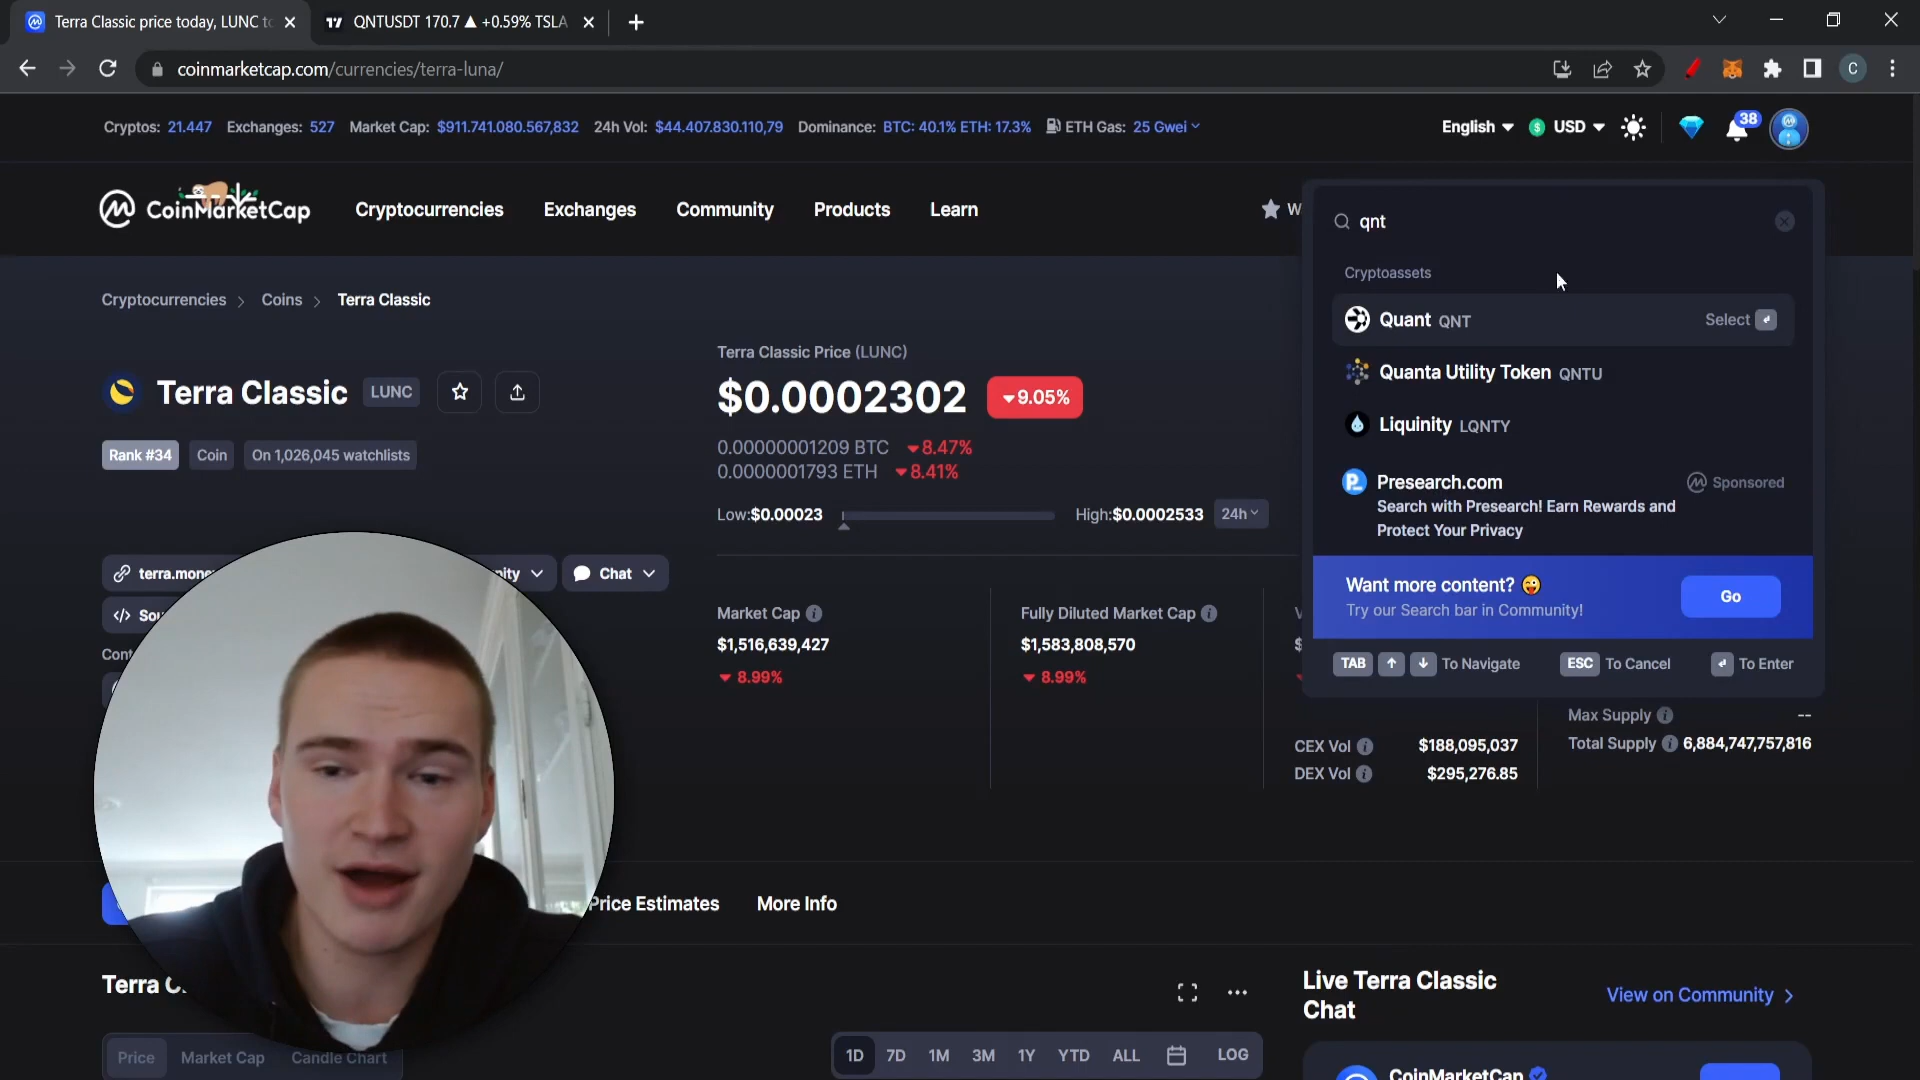 Terra Classic price today, LUNC to
QNTUSDT 170.7 ▲ +0.59% TSLA
coinmarketcap.com/currencies/terra-luna/
C
Cryptos: 21.447 Exchanges: 527 Market Cap: $911.741.080.567,832 24h Vol: $44.407.830.110,79 Dominance: BTC: 40.1% ETH: 17.3% ETH Gas: 25 Gwei
English USD 38
CoinMarketCap
Cryptocurrencies Exchanges Community Products Learn
W
qnt
Cryptoassets
Quant QNT Select
Quanta Utility Token QNTU
Liquinity LQNTY
Presearch.com Sponsored
Search with Presearch! Earn Rewards and
Protect Your Privacy
Want more content? 😜
Try our Search bar in Community!
Go
TAB ↑ ↓ To Navigate ESC To Cancel To Enter
Cryptocurrencies > Coins > Terra Classic
Terra Classic LUNC
Rank #34 Coin On 1,026,045 watchlists
Terra Classic Price (LUNC)
$0.0002302 9.05%
0.00000001209 BTC 8.47%
0.0000001793 ETH 8.41%
Low:$0.00023 High:$0.0002533 24h
terra.mone
nity
Chat
Sou
Cont
Market Cap
$1,516,639,427
8.99%
Fully Diluted Market Cap
$1,583,808,570
8.99%
V
$
CEX Vol $188,095,037
DEX Vol $295,276.85
Max Supply --
Total Supply 6,884,747,757,816
Price Estimates More Info
Terra C
Price Market Cap Candle Chart
1D 7D 1M 3M 1Y YTD ALL LOG
Live Terra Classic
Chat
View on Community >
CoinMarketCap